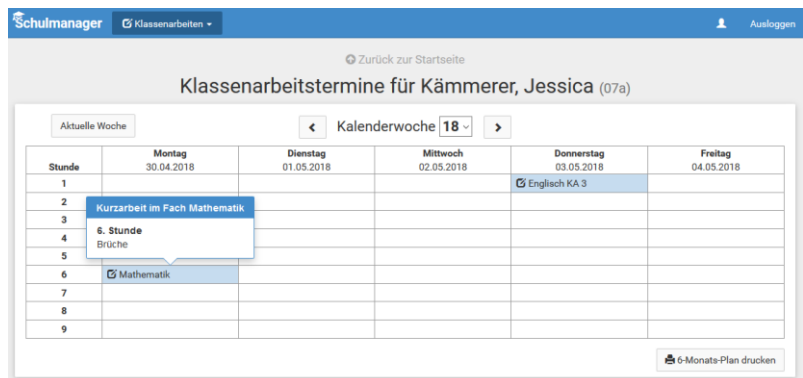 Schulmanager Klassenarbeiten Ausloggen
Zurück zur Startseite
Klassenarbeitstermine für Kämmerer, Jessica (07a)
Aktuelle Woche Kalenderwoche 18
Stunde Montag 30.04.2018 Dienstag 01.05.2018 Mittwoch 02.05.2018 Donnerstag 03.05.2018 Freitag 04.05.2018
1 Englisch KA 3
2
Kurzarbeit im Fach Mathematik
3
6. Stunde
4
Brüche
5
6 Mathematik
7
8
9
6-Monats-Plan drucken